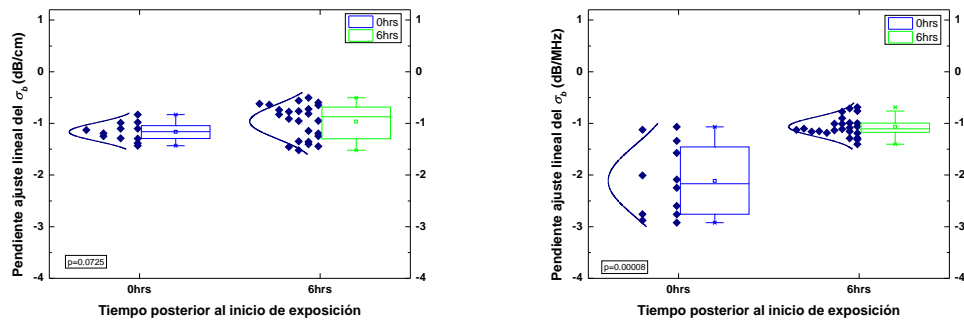 Pendiente ajuste lineal del σb (dB/cm)
1
0
-1
-2
-3
-4
1
0
-1
-2
-3
-4
0hrs
6hrs
p=0.0725
0hrs
6hrs
Tiempo posterior al inicio de exposición
Pendiente ajuste lineal del σb (dB/MHz)
1
0
-1
-2
-3
-4
1
0
-1
-2
-3
-4
0hrs
6hrs
p=0.00008
0hrs
6hrs
Tiempo posterior al inicio de exposición